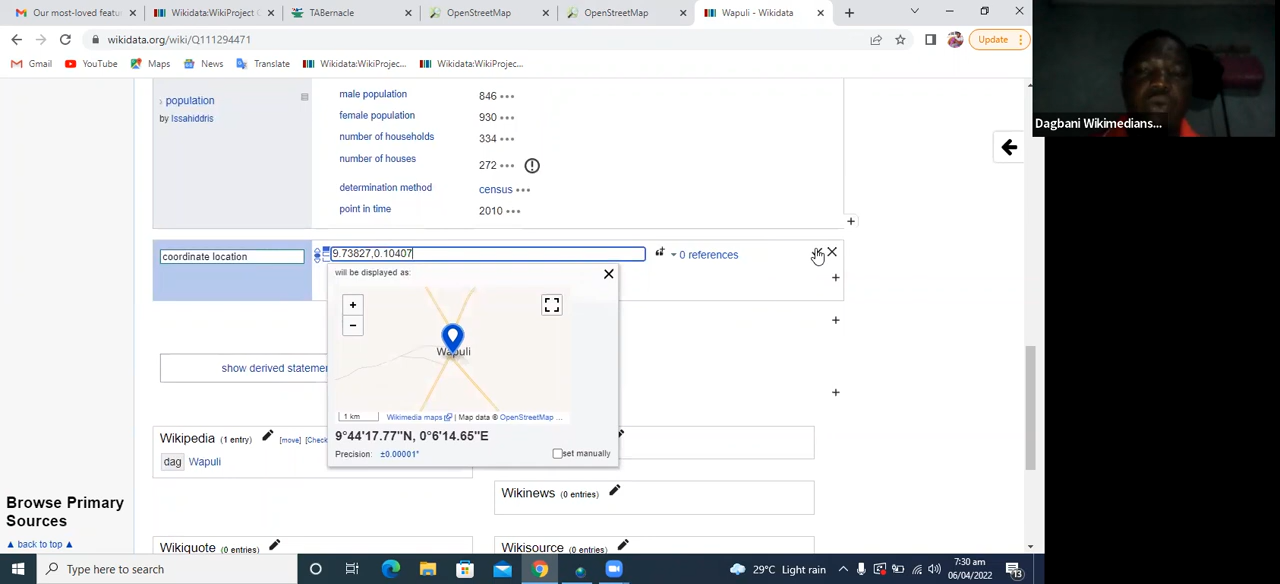 Our most-loved featu
Wikidata:WikiProject
TABernacle
OpenStreetMap
OpenStreetMap
Wapuli - Wikidata
wikidata.org/wiki/Q111294471
Update
Gmail
YouTube
Maps
News
Translate
Wikidata:WikiProjec...
Wikidata:WikiProjec...
Dagbani Wikimedians...
population
by Issahiddris
male population 846
female population 930
number of households 334
number of houses 272
determination method census
point in time 2010
coordinate location
9.73827,0.10407
0 references
will be displayed as:
+
−
Wapuli
1 km
Wikimedia maps | Map data © OpenStreetMap ...
9°44'17.77"N, 0°6'14.65"E
Precision: ±0.00001°
set manually
show derived stateme
Wikipedia (1 entry) [move] [Check
dag Wapuli
Wikinews (0 entries)
Browse Primary
Sources
▲ back to top ▲
Wikiquote (0 entries)
Wikisource (0 entries)
Type here to search
29°C Light rain
7:30 am
06/04/2022
13